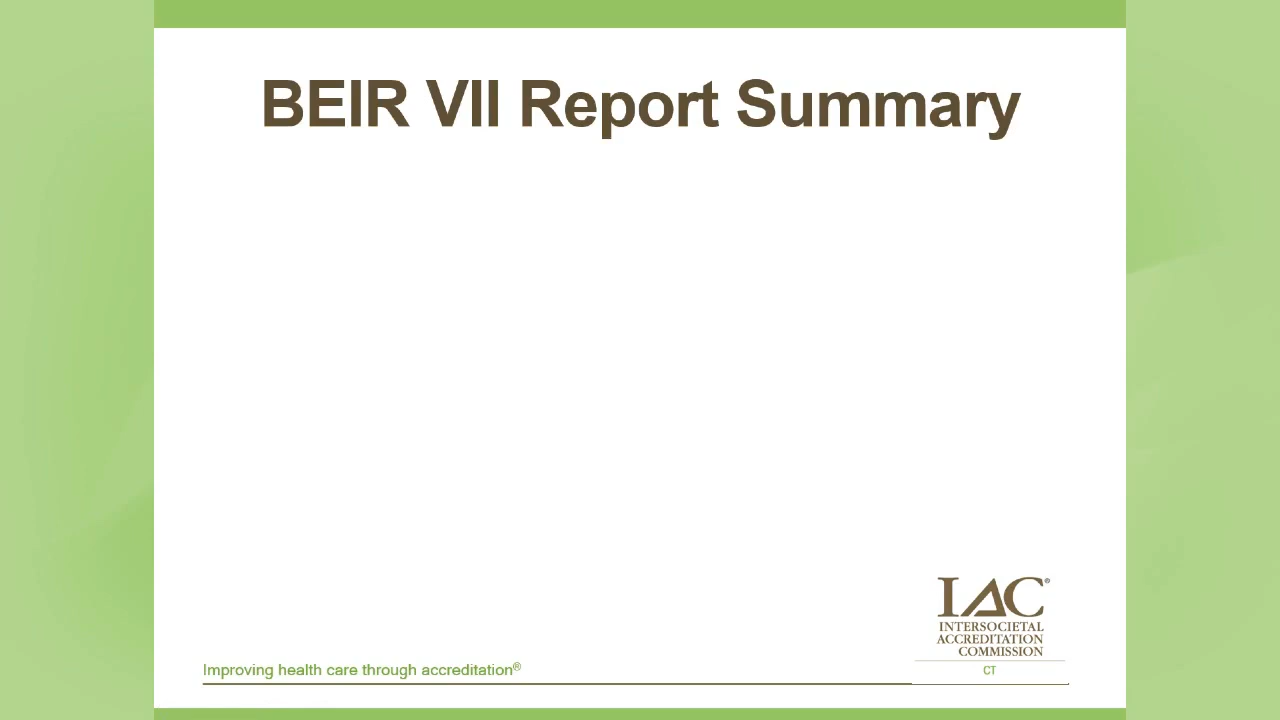 BEIR VII Report Summary
IAC®
INTERSOCIETAL
ACCREDITATION
COMMISSION
Improving health care through accreditation®
CT